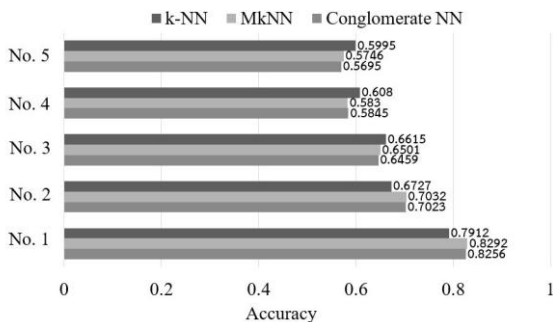 k-NN MkNN Conglomerate NN
No. 5
0.5995
0.5746
0.5695
No. 4
0.608
0.583
0.5845
No. 3
0.6615
0.6501
0.6459
No. 2
0.6727
0.7032
0.7023
No. 1
0.7912
0.8292
0.8256
0 0.2 0.4 0.6 0.8 1
Accuracy